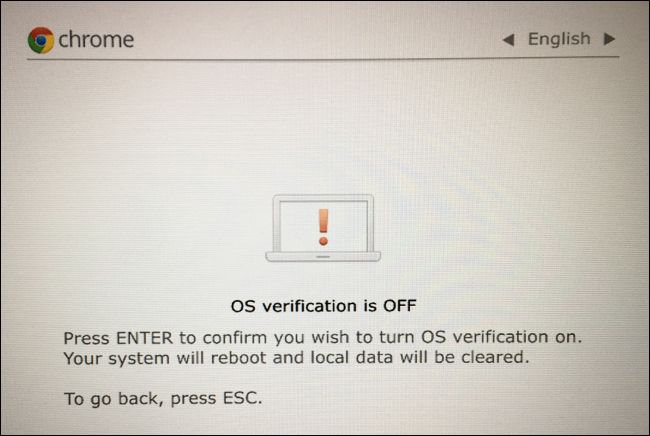 chrome
◀ English ▶
OS verification is OFF
Press ENTER to confirm you wish to turn OS verification on.
Your system will reboot and local data will be cleared.
To go back, press ESC.